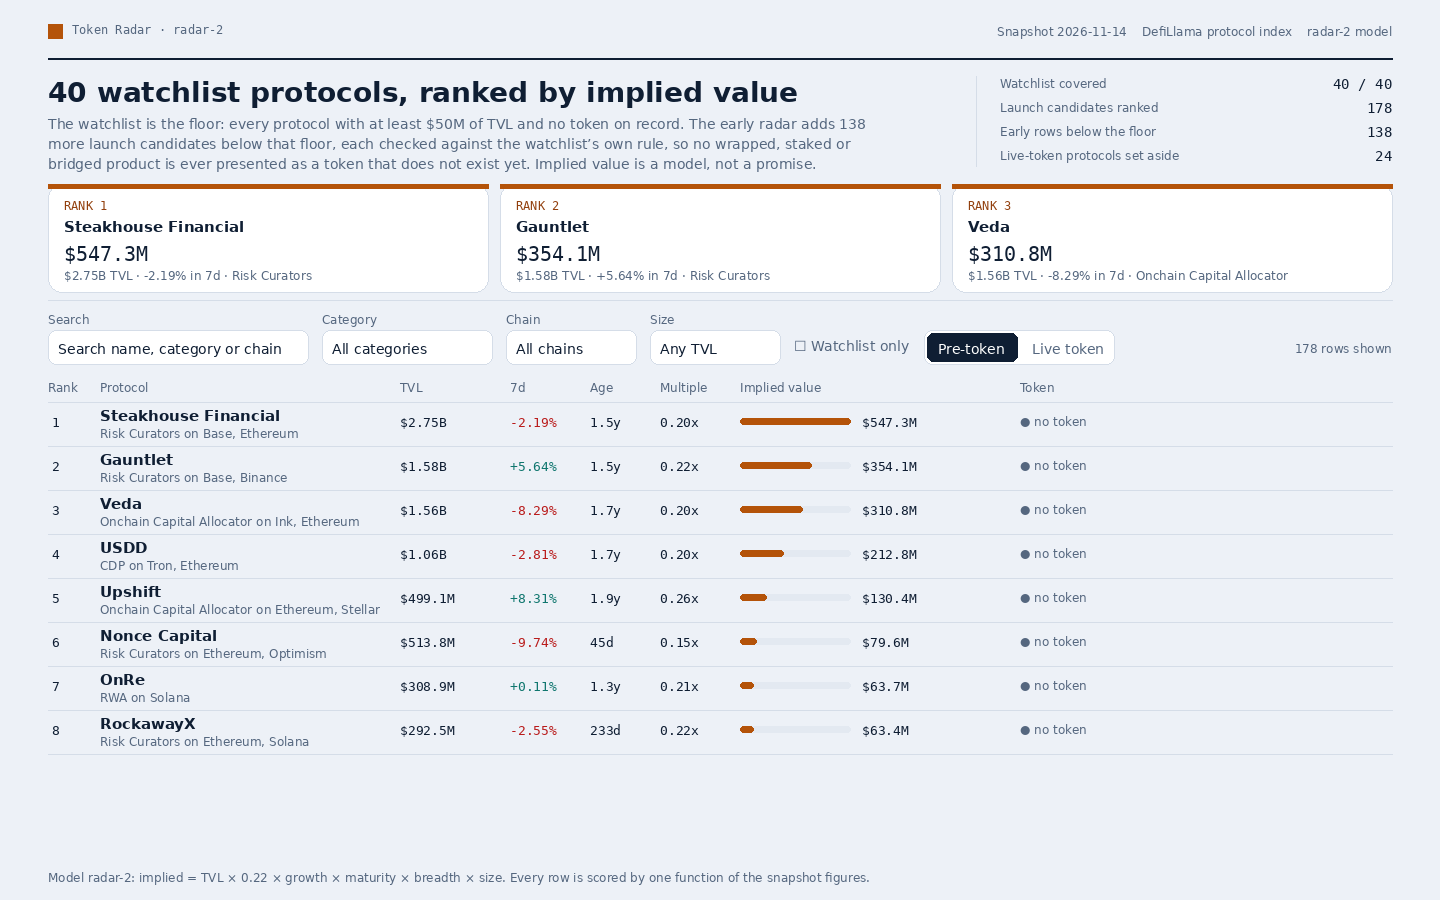 Token Radar · radar-2
Snapshot 2026-11-14 DefiLlama protocol index radar-2 model
40 watchlist protocols, ranked by implied value
The watchlist is the floor: every protocol with at least $50M of TVL and no token on record. The early radar adds 138
more launch candidates below that floor, each checked against the watchlist’s own rule, so no wrapped, staked or
bridged product is ever presented as a token that does not exist yet. Implied value is a model, not a promise.
Watchlist covered 40 / 40
Launch candidates ranked 178
Early rows below the floor 138
Live-token protocols set aside 24
RANK 1
Steakhouse Financial
$547.3M
$2.75B TVL · -2.19% in 7d · Risk Curators
RANK 2
Gauntlet
$354.1M
$1.58B TVL · +5.64% in 7d · Risk Curators
RANK 3
Veda
$310.8M
$1.56B TVL · -8.29% in 7d · Onchain Capital Allocator
Search Category Chain Size
Search name, category or chain All categories All chains Any TVL ☐ Watchlist only Pre-token Live token 178 rows shown
Rank Protocol TVL 7d Age Multiple Implied value Token
1 Steakhouse Financial $2.75B -2.19% 1.5y 0.20x $547.3M ● no token
Risk Curators on Base, Ethereum
2 Gauntlet $1.58B +5.64% 1.5y 0.22x $354.1M ● no token
Risk Curators on Base, Binance
3 Veda $1.56B -8.29% 1.7y 0.20x $310.8M ● no token
Onchain Capital Allocator on Ink, Ethereum
4 USDD $1.06B -2.81% 1.7y 0.20x $212.8M ● no token
CDP on Tron, Ethereum
5 Upshift $499.1M +8.31% 1.9y 0.26x $130.4M ● no token
Onchain Capital Allocator on Ethereum, Stellar
6 Nonce Capital $513.8M -9.74% 45d 0.15x $79.6M ● no token
Risk Curators on Ethereum, Optimism
7 OnRe $308.9M +0.11% 1.3y 0.21x $63.7M ● no token
RWA on Solana
8 RockawayX $292.5M -2.55% 233d 0.22x $63.4M ● no token
Risk Curators on Ethereum, Solana
Model radar-2: implied = TVL × 0.22 × growth × maturity × breadth × size. Every row is scored by one function of the snapshot figures.